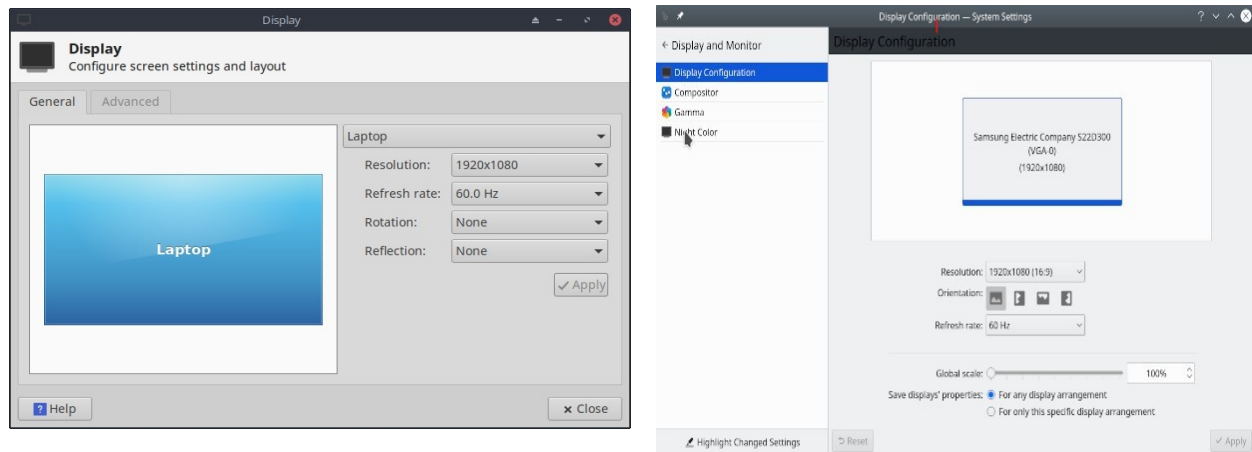 Display
Display
Configure screen settings and layout
General
Advanced
Laptop
Laptop
Resolution: 1920x1080
Refresh rate: 60.0 Hz
Rotation: None
Reflection: None
Apply
? Help
Close
Display Configuration — System Settings
Display and Monitor
Display Configuration
Compositor
Gamma
Night Color
Highlight Changed Settings
Display Configuration
Samsung Electric Company S22D300
(VGA-0)
(1920x1080)
Resolution: 1920x1080 (16:9)
Orientation:
Refresh rate: 60 Hz
Global scale: 100%
Save displays' properties: For any display arrangement
For only this specific display arrangement
Reset
Apply